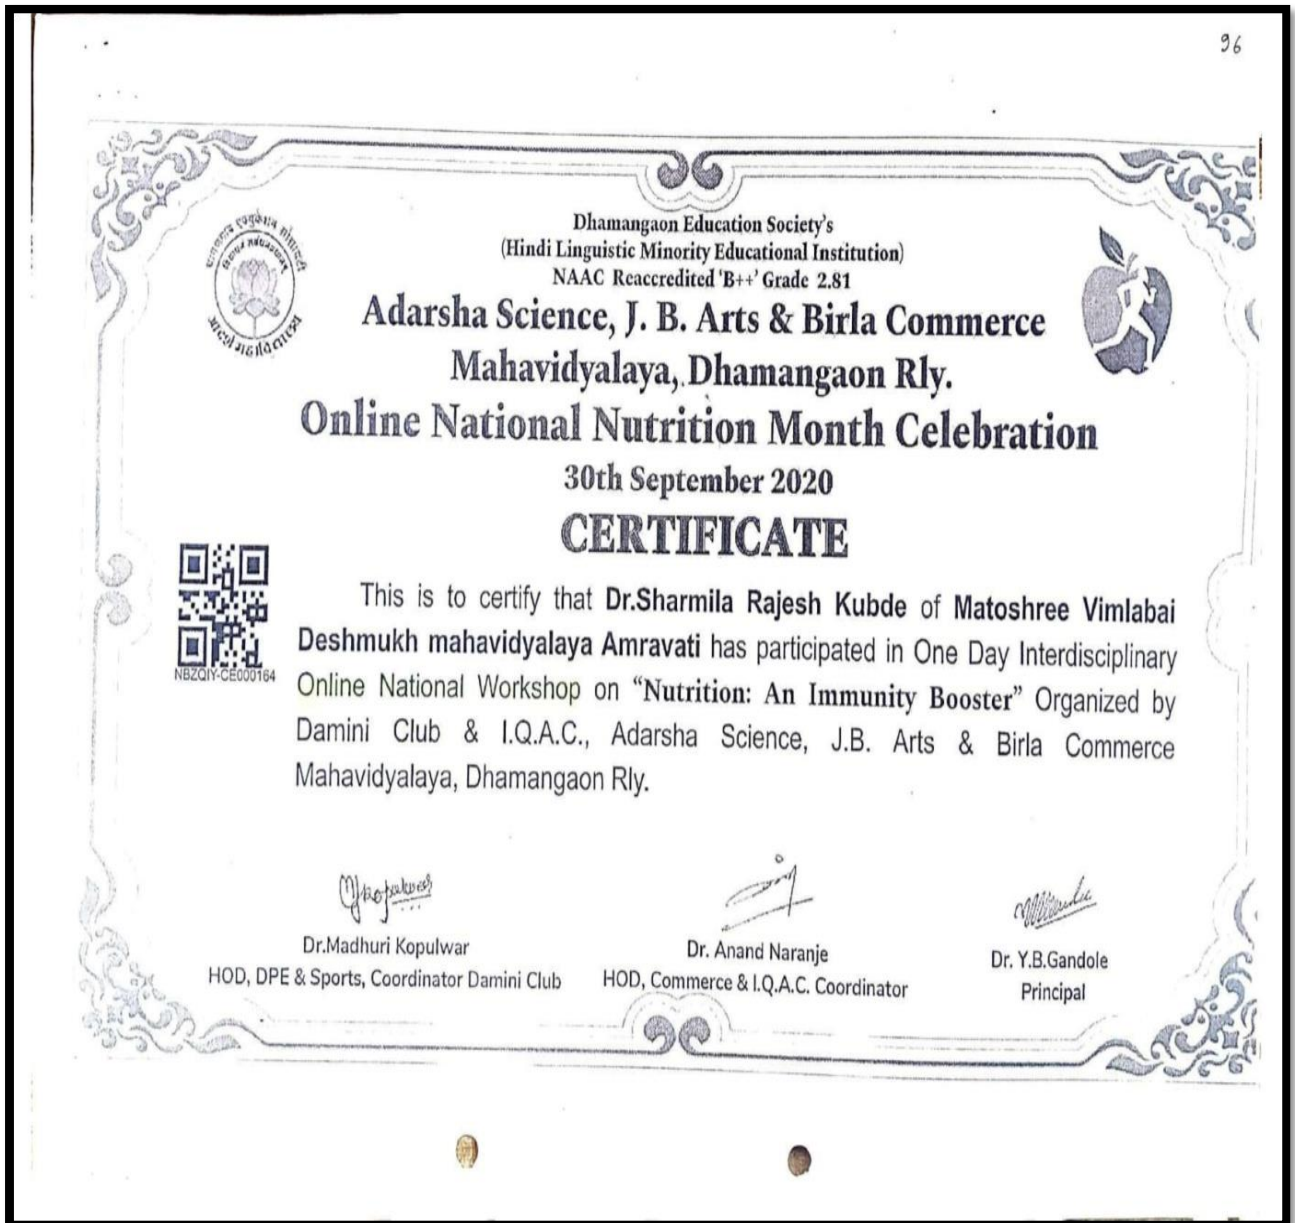 96
Dhamangaon Education Society's
(Hindi Linguistic Minority Educational Institution)
NAAC Reaccredited 'B++' Grade 2.81
Adarsha Science, J. B. Arts & Birla Commerce
Mahavidyalaya, Dhamangaon Rly.
Online National Nutrition Month Celebration
30th September 2020
CERTIFICATE
This is to certify that Dr.Sharmila Rajesh Kubde of Matoshree Vimlabai
Deshmukh mahavidyalaya Amravati has participated in One Day Interdisciplinary
Online National Workshop on “Nutrition: An Immunity Booster” Organized by
Damini Club & I.Q.A.C., Adarsha Science, J.B. Arts & Birla Commerce
Mahavidyalaya, Dhamangaon Rly.
NBZQIY-CE000164
Dr.Madhuri Kopulwar
HOD, DPE & Sports, Coordinator Damini Club
Dr. Anand Naranje
HOD, Commerce & I.Q.A.C. Coordinator
Dr. Y.B.Gandole
Principal